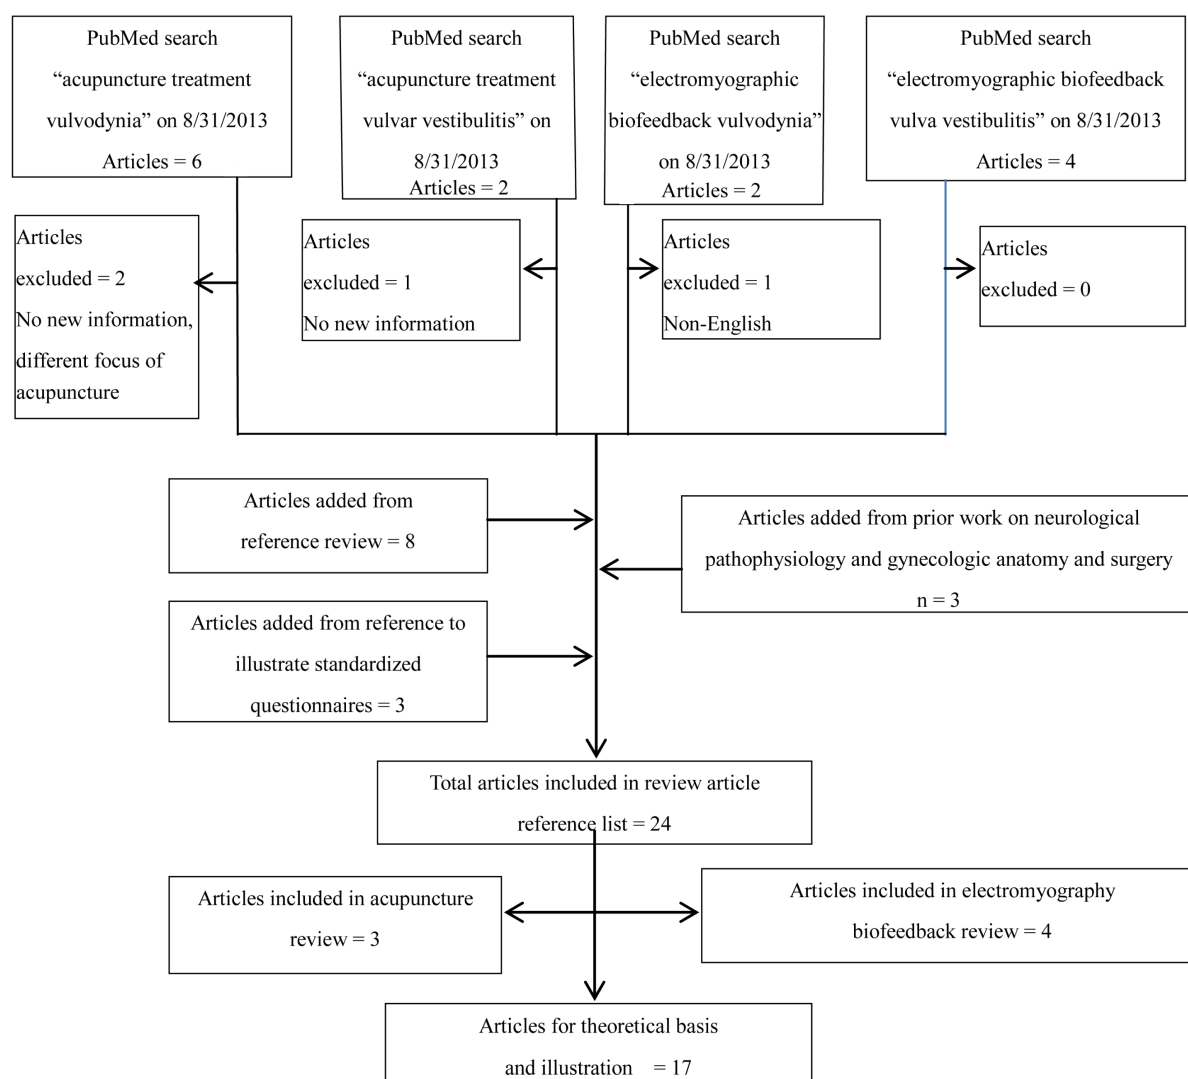 PubMed search
“acupuncture treatment
vulvodynia” on 8/31/2013
Articles = 6
PubMed search
“acupuncture treatment
vulvar vestibulitis” on
8/31/2013
Articles = 2
PubMed search
“electromyographic
biofeedback vulvodynia”
on 8/31/2013
Articles = 2
PubMed search
“electromyographic biofeedback
vulva vestibulitis” on 8/31/2013
Articles = 4
Articles
excluded = 2
No new information,
different focus of
acupuncture
Articles
excluded = 1
No new information
Articles
excluded = 1
Non-English
Articles
excluded = 0
Articles added from
reference review = 8
Articles added from prior work on neurological
pathophysiology and gynecologic anatomy and surgery
n = 3
Articles added from reference to
illustrate standardized
questionnaires = 3
Total articles included in review article
reference list = 24
Articles included in acupuncture
review = 3
Articles included in electromyography
biofeedback review = 4
Articles for theoretical basis
and illustration = 17